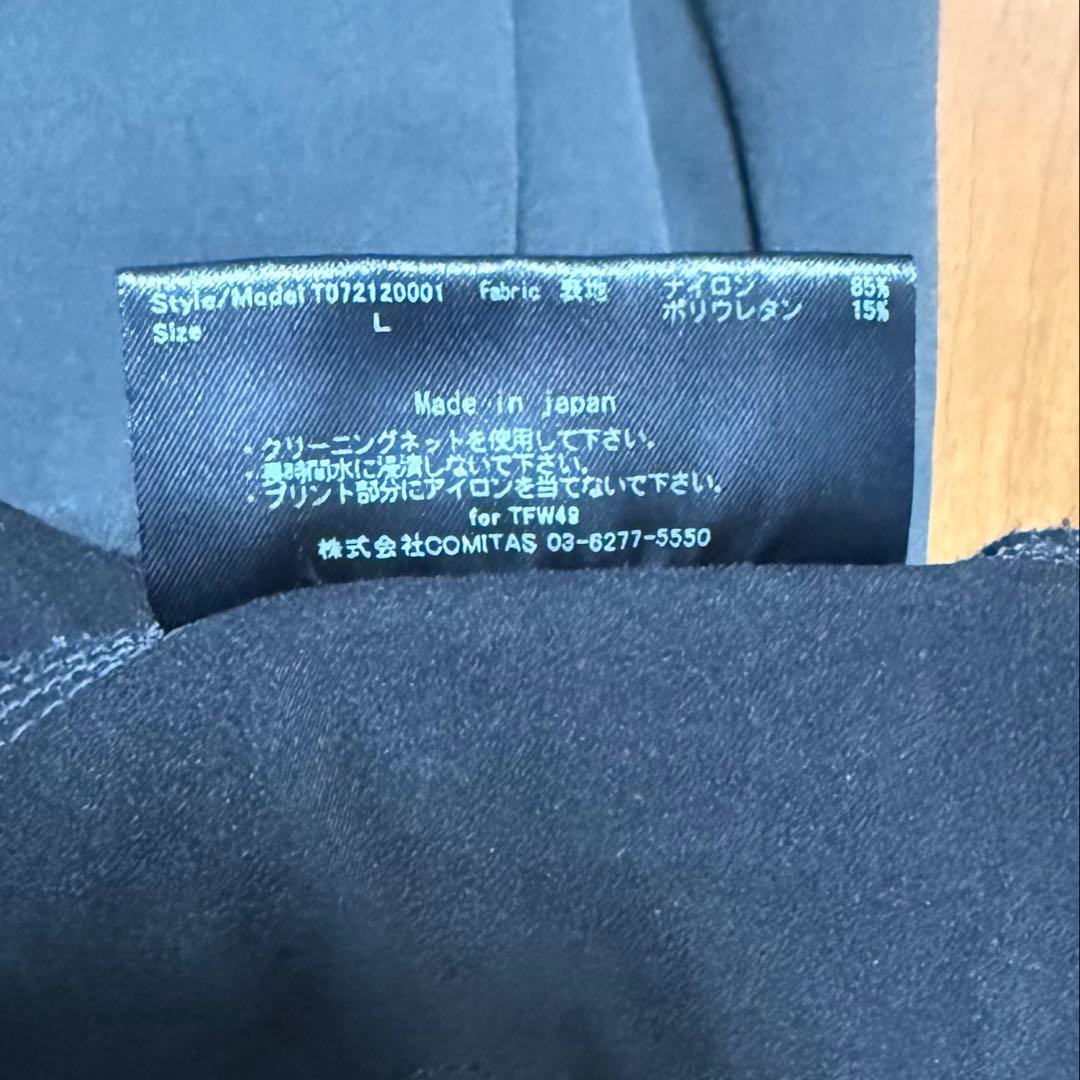 Style/Model T072120001 Fabric 表地 ナイロン 85%
ポリウレタン 15%
Size L
Made in japan
・クリーニングネットを使用して下さい。
・長時間水に浸漬しないで下さい。
・プリント部分にアイロンを当てないで下さい。
for TFW49
株式会社COMITAS 03-6277-5550